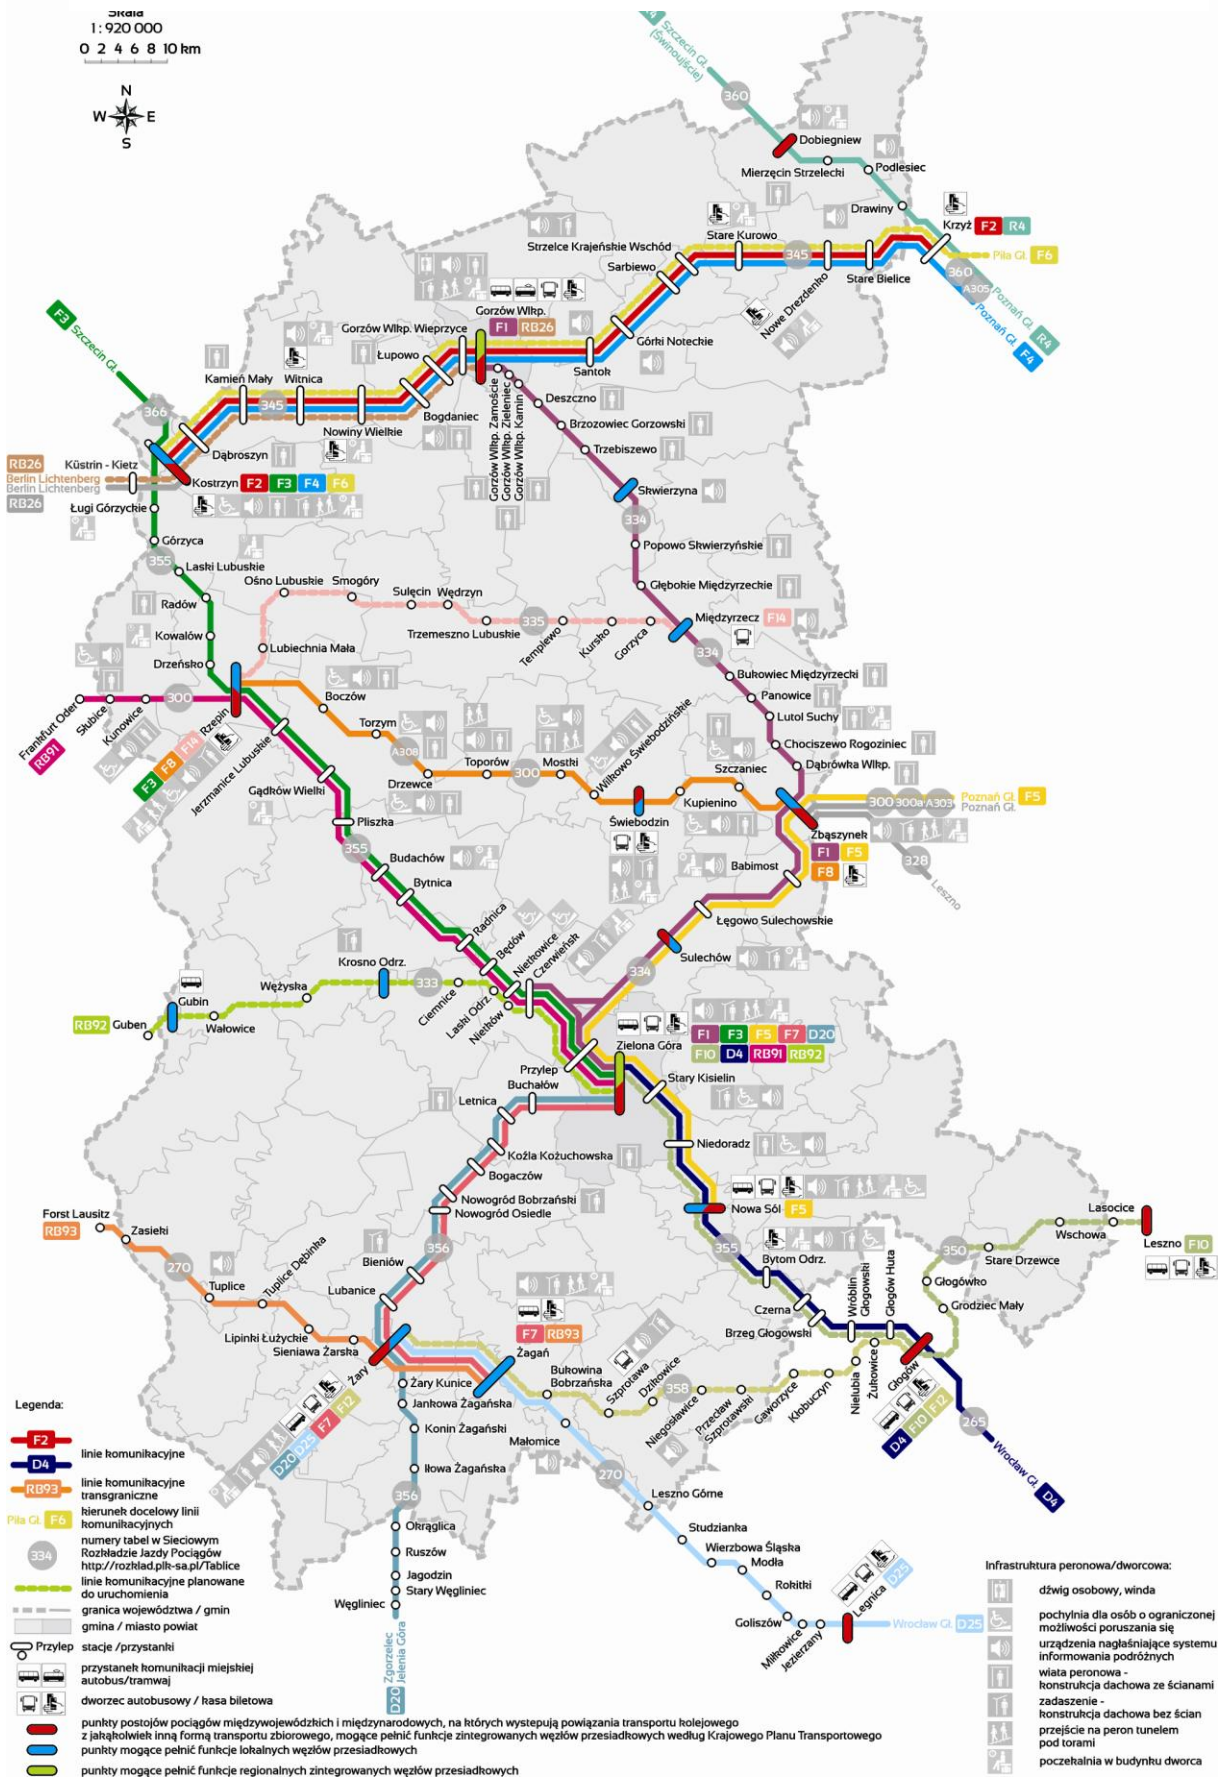 Skala
1 : 920 000
0 2 4 6 8 10 km
N
W E
S
Szczecin Gł.
(Świnoujście)
360
Dobiegniew
Mierzęcin Strzelecki
Podlesiec
Drawiny
Krzyż F2 R4
Strzelce Krajeńskie Wschód
Stare Kurowo
Sarbiewo
345
Stare Bielice
Piła Gł. F6
360
A305
Poznań Gł.
R4
Poznań Gł.
F4
Nowe Drezdenko
Górki Noteckie
Santok
Gorzów Wlkp.
F1 RB26
Gorzów Wlkp. Wieprzyce
Łupowo
Bogdaniec
F3 Szczecin Gł.
366
Kamień Mały
Witnica
345
Nowiny Wielkie
Dąbroszyn
RB26
Küstrin - Kietz
Berlin Lichtenberg
Berlin Lichtenberg
RB26
Kostrzyn F2 F3 F4 F6
Gorzów Wlkp. Zamoście
Gorzów Wlkp. Zieleniec
Gorzów Wlkp. Karnin
Deszczno
Brzozowiec Gorzowski
Trzebiszewo
Skwierzyna
334
Popowo Skwierzyńskie
Głębokie Międzyrzeckie
Międzyrzecz F14
334
Ługi Górzyckie
Górzyca
355
Laski Lubuskie
Radów
Kowalów
Drzeńsko
Ośno Lubuskie
Smogóry
Sulęcin
Wędrzyn
Trzemeszno Lubuskie
335
Templewo
Kursko
Gorzyca
Lubiechnia Mała
Bukowiec Międzyrzecki
Panowice
Lutol Suchy
Chociszewo Rogoziniec
Dąbrówka Wlkp.
Frankfurt Oder
RB91
Słubice
Kunowice
300
Rzepin
F3 F8 F14
Jerzmanice Lubuskie
Gądków Wielki
Boczów
Torzym
A308
Drzewce
Toporów
300
Mostki
Wilkowo Świebodzińskie
Świebodzin
Kupienino
Szczaniec
300 300a A303
Poznań Gł. F5
Poznań Gł.
Zbąszynek
F1 F5
F8
328
Leszno
Babimost
Łęgowo Sulechowskie
Sulechów
334
Pliszka
355
Budachów
Bytnica
Radnica
Będów
Nietkowice
Czerwieńsk
Krosno Odrz.
333
Ciemnice
Laski Odrz.
Nietków
Wężyska
Gubin
RB92 Guben
Wałowice
Zielona Góra
F1 F3 F5 F7 D20
F10 D4 RB91 RB92
Przylep
Buchałów
Letnica
Stary Kisielin
Koźla Kożuchowska
Niedoradz
Bogaczów
Nowogród Bobrzański
Nowogród Osiedle
Nowa Sól F5
356
355
Forst Lausitz
RB93
Zasieki
270
Tuplice
Tuplice Dębinka
Bieniów
Lubanice
Lipinki Łużyckie
Sieniawa Żarska
Żary
D20 D25 F7 F12
F7 RB93
Żagań
Żary Kunice
Jankowa Żagańska
Konin Żagański
Iłowa Żagańska
356
Okrąglica
Ruszów
Jagodzin
Stary Węgliniec
Węgliniec
D20 Zgorzelec
Jelenia Góra
Bytom Odrz.
Czerna
Brzeg Głogowski
Wróblin
Głogowski
Głogów Huta
Głogów
D4 F10 F12
Żukowice
Nielubia
Kłobuczyn
Gaworzyce
Przecław
Szprotawski
Niegosławice
358
Dzikowice
Szprotawa
Bukowina
Bobrzańska
Małomice
270
Leszno Górne
Studzianka
Wierzbowa Śląska
Modła
Rokitki
Goliszów
Miłkowice
Jezierzany
Legnica
D25
Wrocław Gł. D25
265
Wrocław Gł.
D4
Grodziec Mały
Głogówko
350
Stare Drzewce
Wschowa
Lasocice
Leszno F10
Legenda:
F2
D4
linie komunikacyjne
RB93
linie komunikacyjne
transgraniczne
Piła Gł. F6
kierunek docelowy linii
komunikacyjnych
334
numery tabel w Sieciowym
Rozkładzie Jazdy Pociągów
http://rozklad.plk-sa.pl/Tablice
linie komunikacyjne planowane
do uruchomienia
granica województwa / gmin
gmina / miasto powiat
Przylep
stacje /przystanki
przystanek komunikacji miejskiej
autobus/tramwaj
dworzec autobusowy / kasa biletowa
punkty postojów pociągów międzywojewódzkich i międzynarodowych, na których wystepują powiązania transportu kolejowego
z jakąkolwiek inną formą transportu zbiorowego, mogące pełnić funkcje zintegrowanych węzłów przesiadkowych według Krajowego Planu Transportowego
punkty mogące pełnić funkcje lokalnych węzłów przesiadkowych
punkty mogące pełnić funkcje regionalnych zintegrowanych węzłów przesiadkowych
Infrastruktura peronowa/dworcowa:
dźwig osobowy, winda
pochylnia dla osób o ograniczonej
możliwości poruszania się
urządzenia nagłaśniające systemu
informowania podróżnych
wiata peronowa -
konstrukcja dachowa ze ścianami
zadaszenie -
konstrukcja dachowa bez ścian
przejście na peron tunelem
pod torami
poczekalnia w budynku dworca